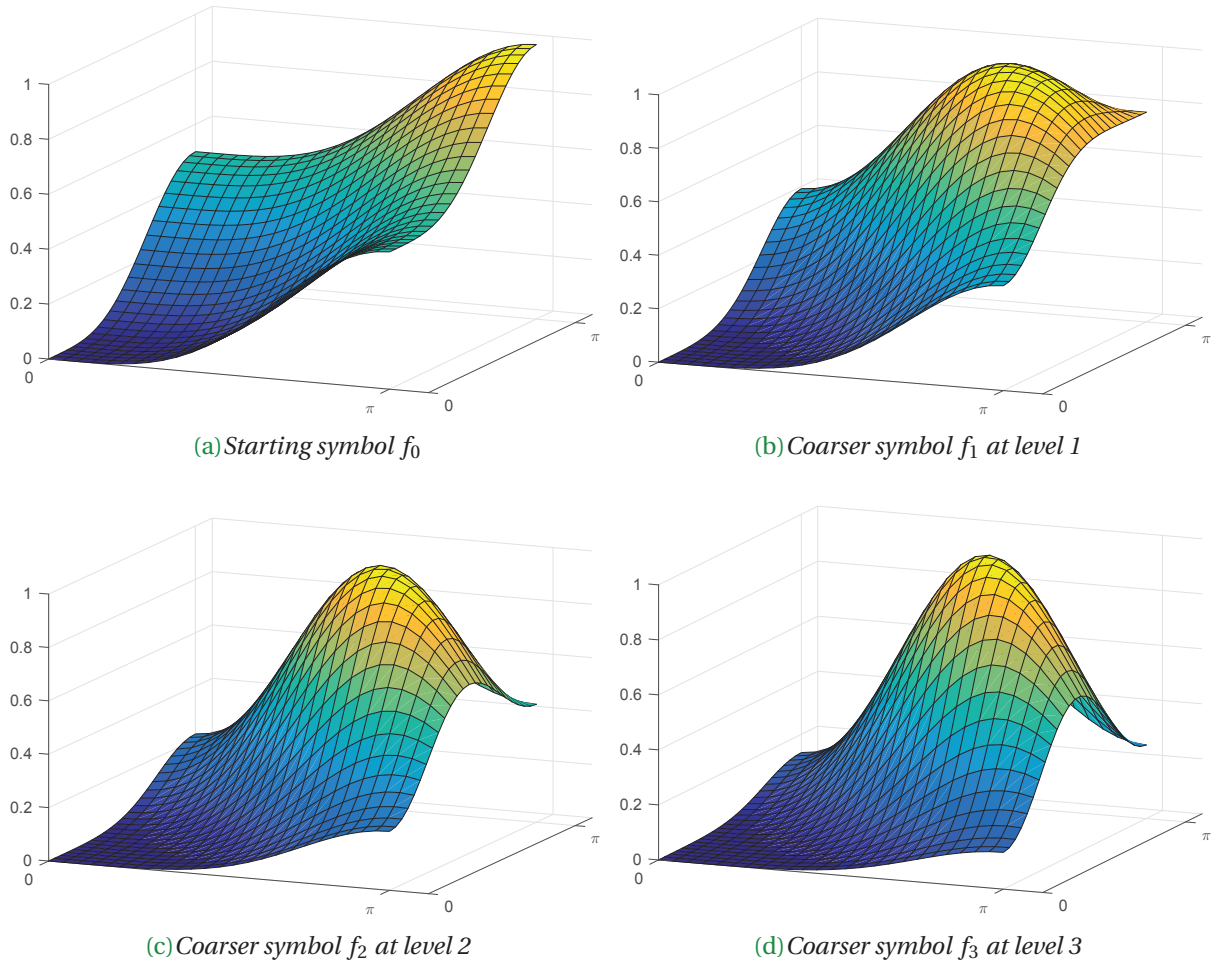 1
0.8
0.6
0.4
0.2
0
0
π
0
π
(a) Starting symbol f₀
1
0.8
0.6
0.4
0.2
0
0
π
0
π
(b) Coarser symbol f₁ at level 1
1
0.8
0.6
0.4
0.2
0
0
π
0
π
(c) Coarser symbol f₂ at level 2
1
0.8
0.6
0.4
0.2
0
0
π
0
π
(d) Coarser symbol f₃ at level 3